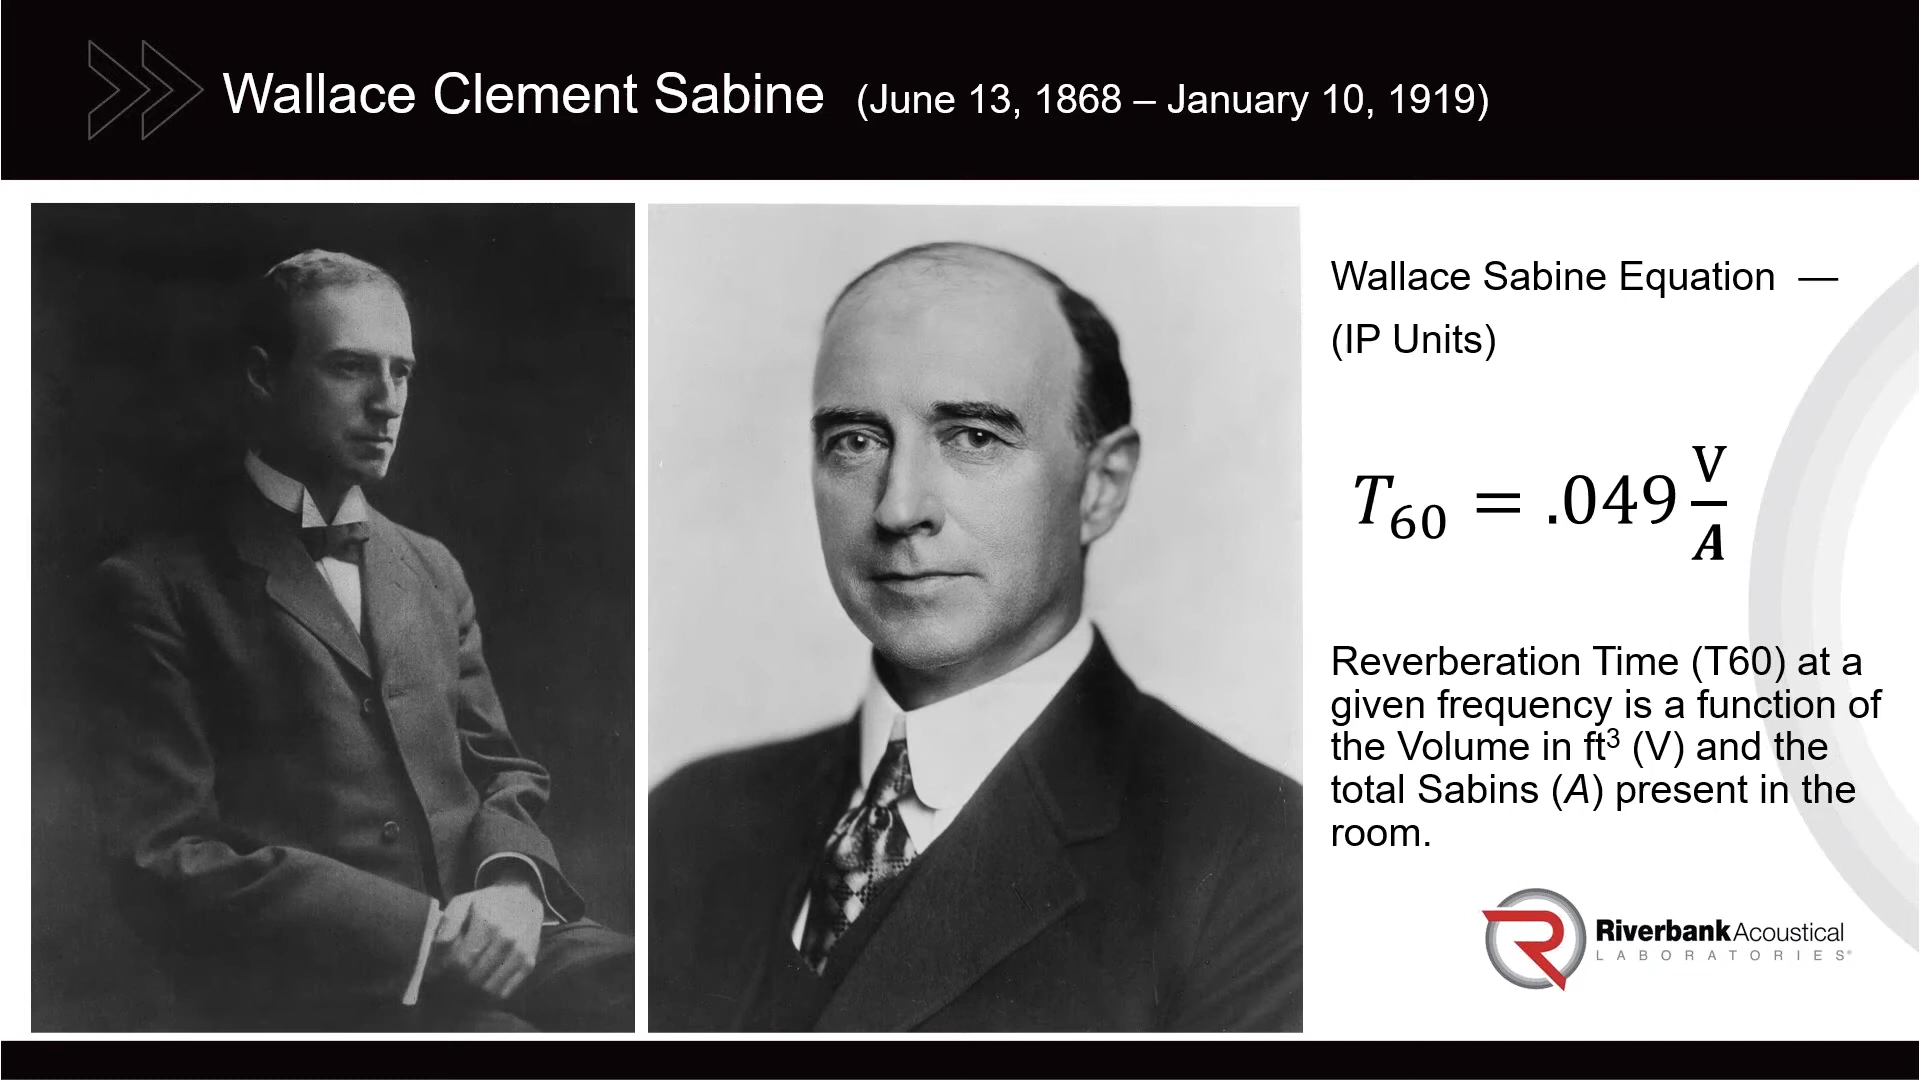 Wallace Clement Sabine (June 13, 1868 – January 10, 1919)
Wallace Sabine Equation —
(IP Units)
T₆₀ = .049 V/A
Reverberation Time (T60) at a
given frequency is a function of
the Volume in ft³ (V) and the
total Sabins (A) present in the
room.
RiverbankAcoustical
LABORATORIES®